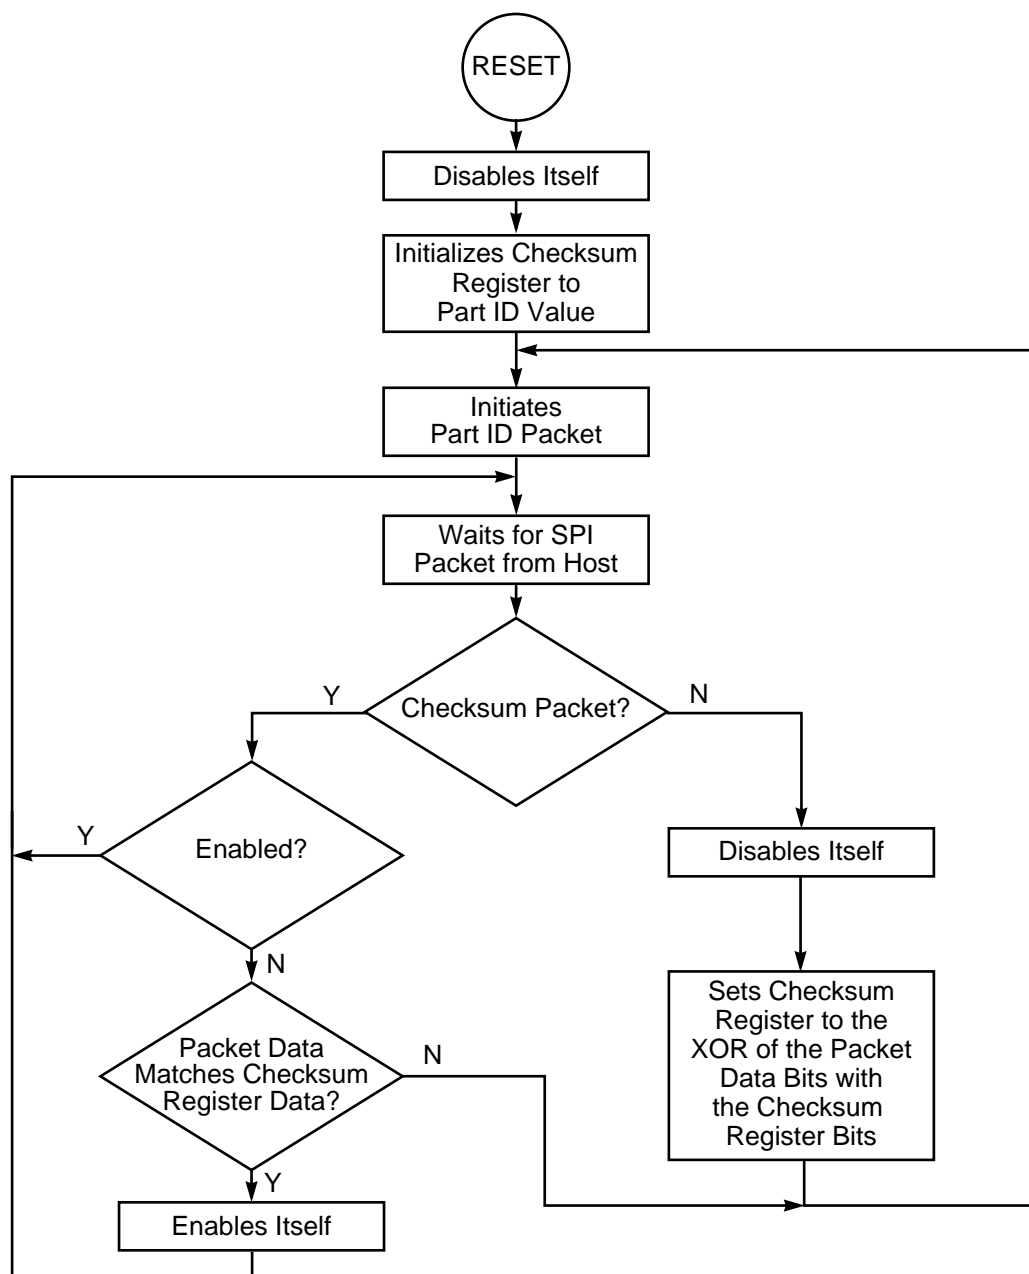 RESET
Disables Itself
Initializes Checksum
Register to
Part ID Value
Initiates
Part ID Packet
Waits for SPI
Packet from Host
Y
Checksum Packet?
N
Y
Enabled?
Disables Itself
N
Packet Data
Matches Checksum
Register Data?
N
Sets Checksum
Register to the
XOR of the Packet
Data Bits with
the Checksum
Register Bits
Y
Enables Itself